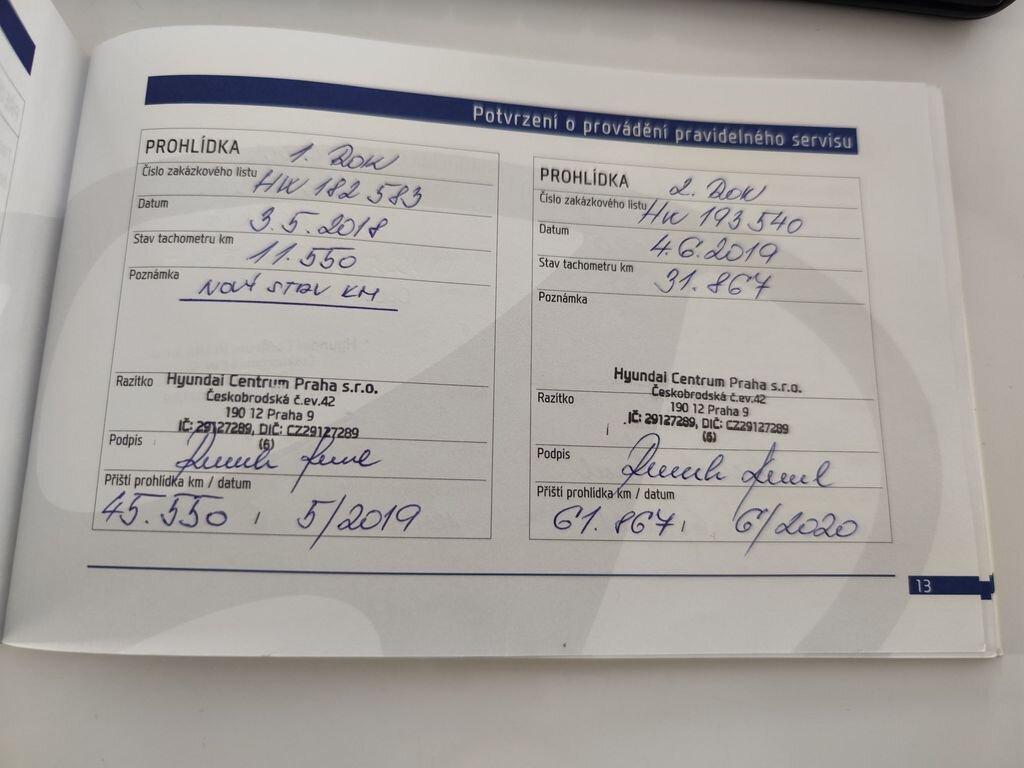 Potvrzení o provádění pravidelného servisu
PROHLÍDKA 1. ROK
Číslo zakázkového listu HW 182 583
Datum 3.5.2018
Stav tachometru km 11.550
Poznámka NOVÝ STAV KM
Razítko Hyundai Centrum Praha s.r.o.
Českobrodská č.ev.42
190 12 Praha 9
IČ: 29127289, DIČ: CZ29127289
(6)
Podpis
Příští prohlídka km / datum
45.550 / 5/2019
PROHLÍDKA 2. ROK
Číslo zakázkového listu HW 193 540
Datum 4.6.2019
Stav tachometru km 31.867
Poznámka
Razítko Hyundai Centrum Praha s.r.o.
Českobrodská č.ev.42
190 12 Praha 9
IČ: 29127289, DIČ: CZ29127289
(6)
Podpis
Příští prohlídka km / datum
61.867 / 6/2020
13